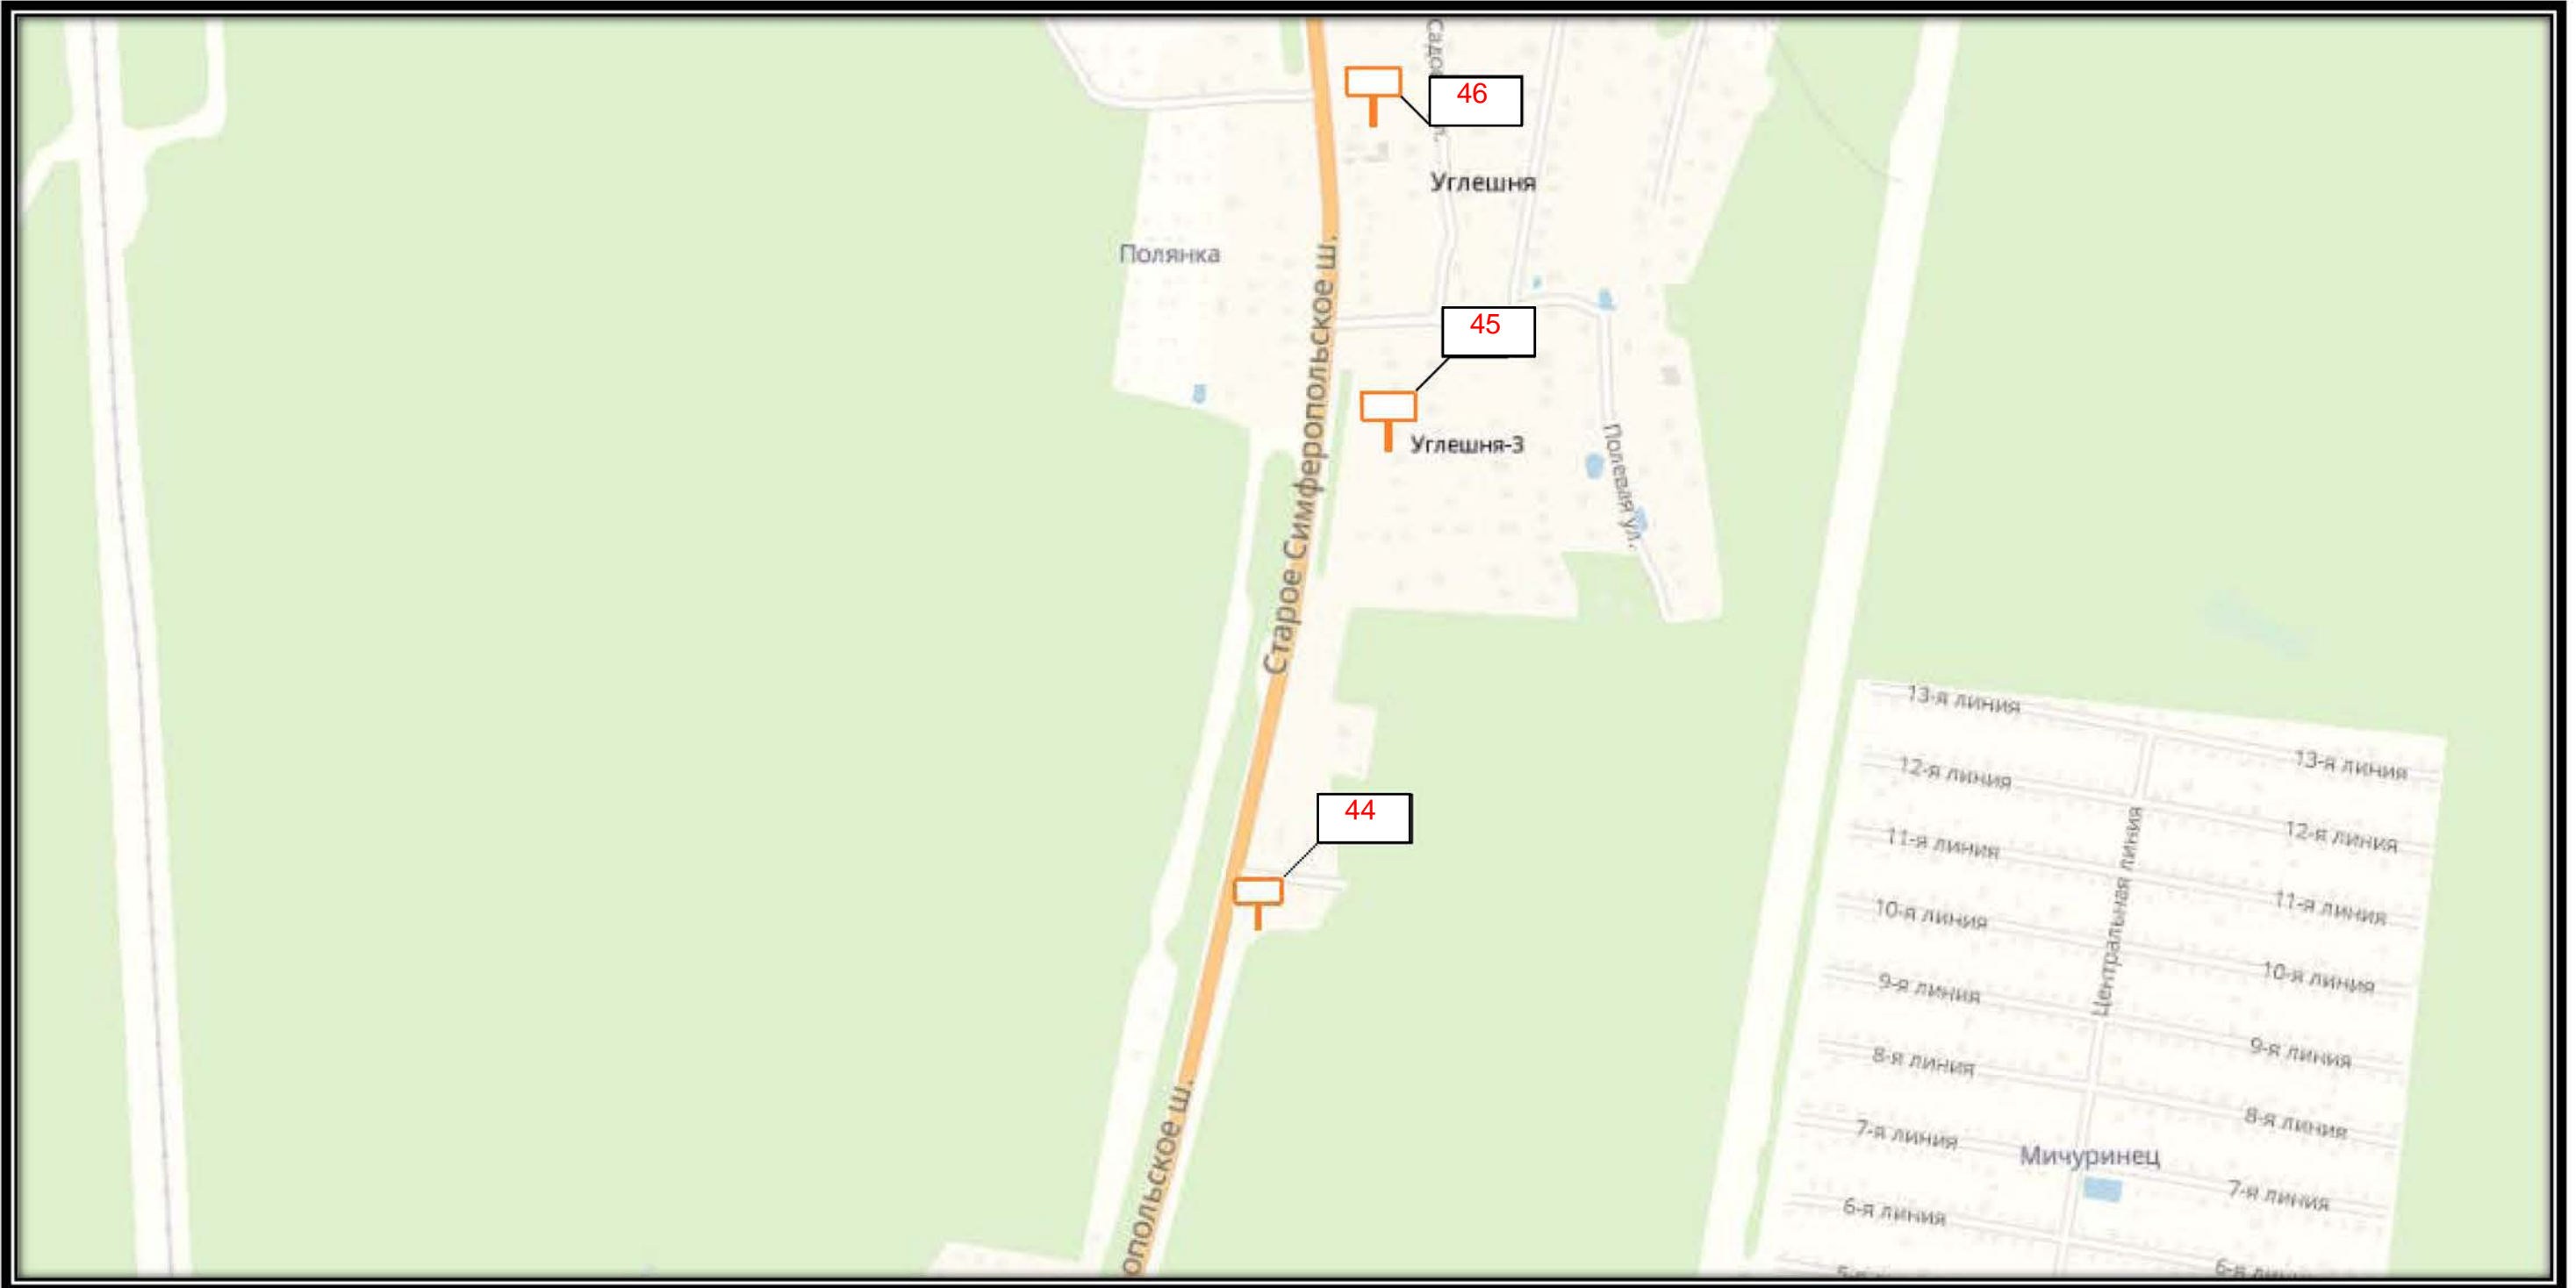 46
Углешня
Полянка
45
Углешня-3
Полевая ул.
Старое Симферопольское ш.
13-я линия
13-я линия
12-я линия
12-я линия
44
11-я линия
11-я линия
Центральная линия
10-я линия
10-я линия
9-я линия
9-я линия
8-я линия
8-я линия
опольское ш.
7-я линия
Мичуринец
7-я линия
6-я линия